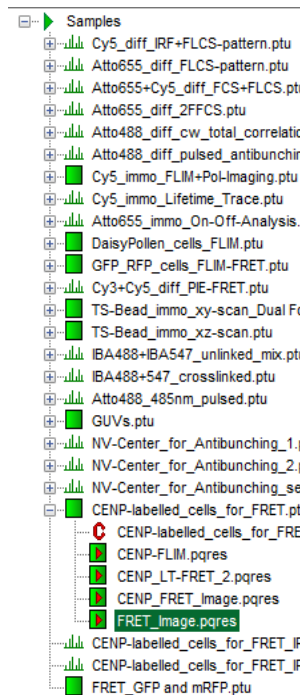 Samples
Cy5_diff_IRF+FLCS-pattern.ptu
Atto655_diff_FLCS-pattern.ptu
Atto655+Cy5_diff_FCS+FLCS.ptu
Atto655_diff_2FFCS.ptu
Atto488_diff_cw_total_correlatio
Atto488_diff_pulsed_antibunchin
Cy5_immo_FLIM+Pol-Imaging.ptu
Cy5_immo_Lifetime_Trace.ptu
Atto655_immo_On-Off-Analysis.
DaisyPollen_cells_FLIM.ptu
GFP_RFP_cells_FLIM-FRET.ptu
Cy3+Cy5_diff_PIE-FRET.ptu
TS-Bead_immo_xy-scan_Dual Fo
TS-Bead_immo_xz-scan.ptu
IBA488+IBA547_unlinked_mix.ptu
IBA488+547_crosslinked.ptu
Atto488_485nm_pulsed.ptu
GUVs.ptu
NV-Center_for_Antibunching_1.p
NV-Center_for_Antibunching_2.p
NV-Center_for_Antibunching_se
CENP-labelled_cells_for_FRET.pt
CENP-labelled_cells_for_FRE
CENP-FLIM.pqres
CENP_LT-FRET_2.pqres
CENP_FRET_Image.pqres
FRET_Image.pqres
CENP-labelled_cells_for_FRET_IF
CENP-labelled_cells_for_FRET_IF
FRET_GFP and mRFP.ptu